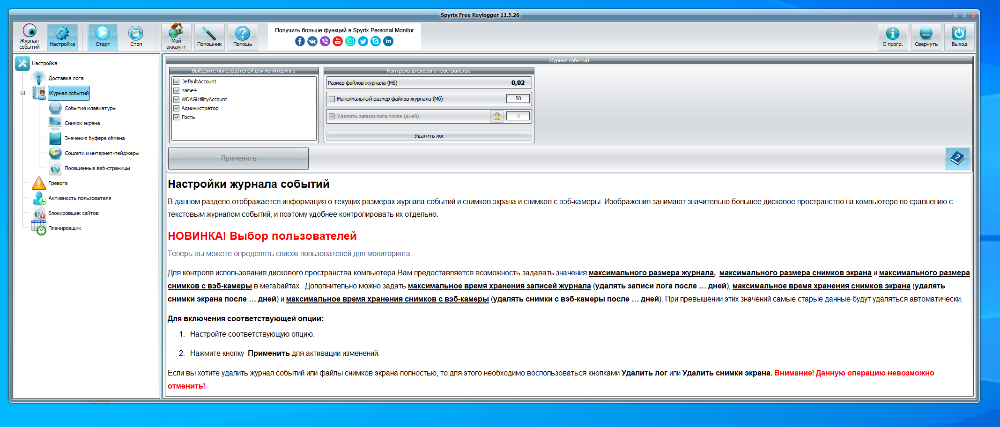 Spyrix Free Keylogger 11.5.26
Журнал
событий
Настройка
Старт
Стоп
Мой
аккаунт
Помощник
Помощь
Получить больше функций в Spyrix Personal Monitor
You
Tube
О прогр.
Свернуть
Выход
Настройка
Доставка лога
Журнал событий
События клавиатуры
Снимок экрана
Значения буфера обмена
Соцсети и интернет-пейджеры
Посещенные веб-страницы
Тревога
Активность пользователя
Блокировщик сайтов
Планировщик
Журнал событий
Выберите пользователей для мониторинга
DefaultAccount
name4
WDAGUtilityAccount
Администратор
Гость
Контроль дискового пространства
Размер файлов журнала (Мб) 0,02
Максимальный размер файлов журнала (Мб) 50
Удалять записи лога после (дней) 3
Удалить лог
Применить
Настройки журнала событий
В данном разделе отображается информация о текущих размерах журнала событий и снимков экрана и снимков с вэб-камеры. Изображения занимают значительно большее дисковое пространство на компьютере по сравнению с
текстовым журналом событий, и поэтому удобнее контролировать их отдельно.
НОВИНКА! Выбор пользователей
Теперь вы можете определять список пользователей для мониторинга.
Для контроля использования дискового пространства компьютера Вам предоставляется возможность задавать значения максимального размера журнала, максимального размера снимков экрана и максимального размера
снимков с вэб-камеры в мегабайтах. Дополнительно можно задать максимальное время хранения записей журнала (удалять записи лога после … дней), максимальное время хранения снимков экрана (удалять
снимки экрана после … дней) и максимальное время хранения снимков с вэб-камеры (удалять снимки с вэб-камеры после … дней). При превышении этих значений самые старые данные будут удаляться автоматически.
Для включения соответствующей опции:
1. Настройте соответствующую опцию.
2. Нажмите кнопку Применить для активации изменений.
Если вы хотите удалить журнал событий или файлы снимков экрана полностью, то для этого необходимо воспользоваться кнопками Удалить лог или Удалить снимки экрана. Внимание! Данную операцию невозможно
отменить!